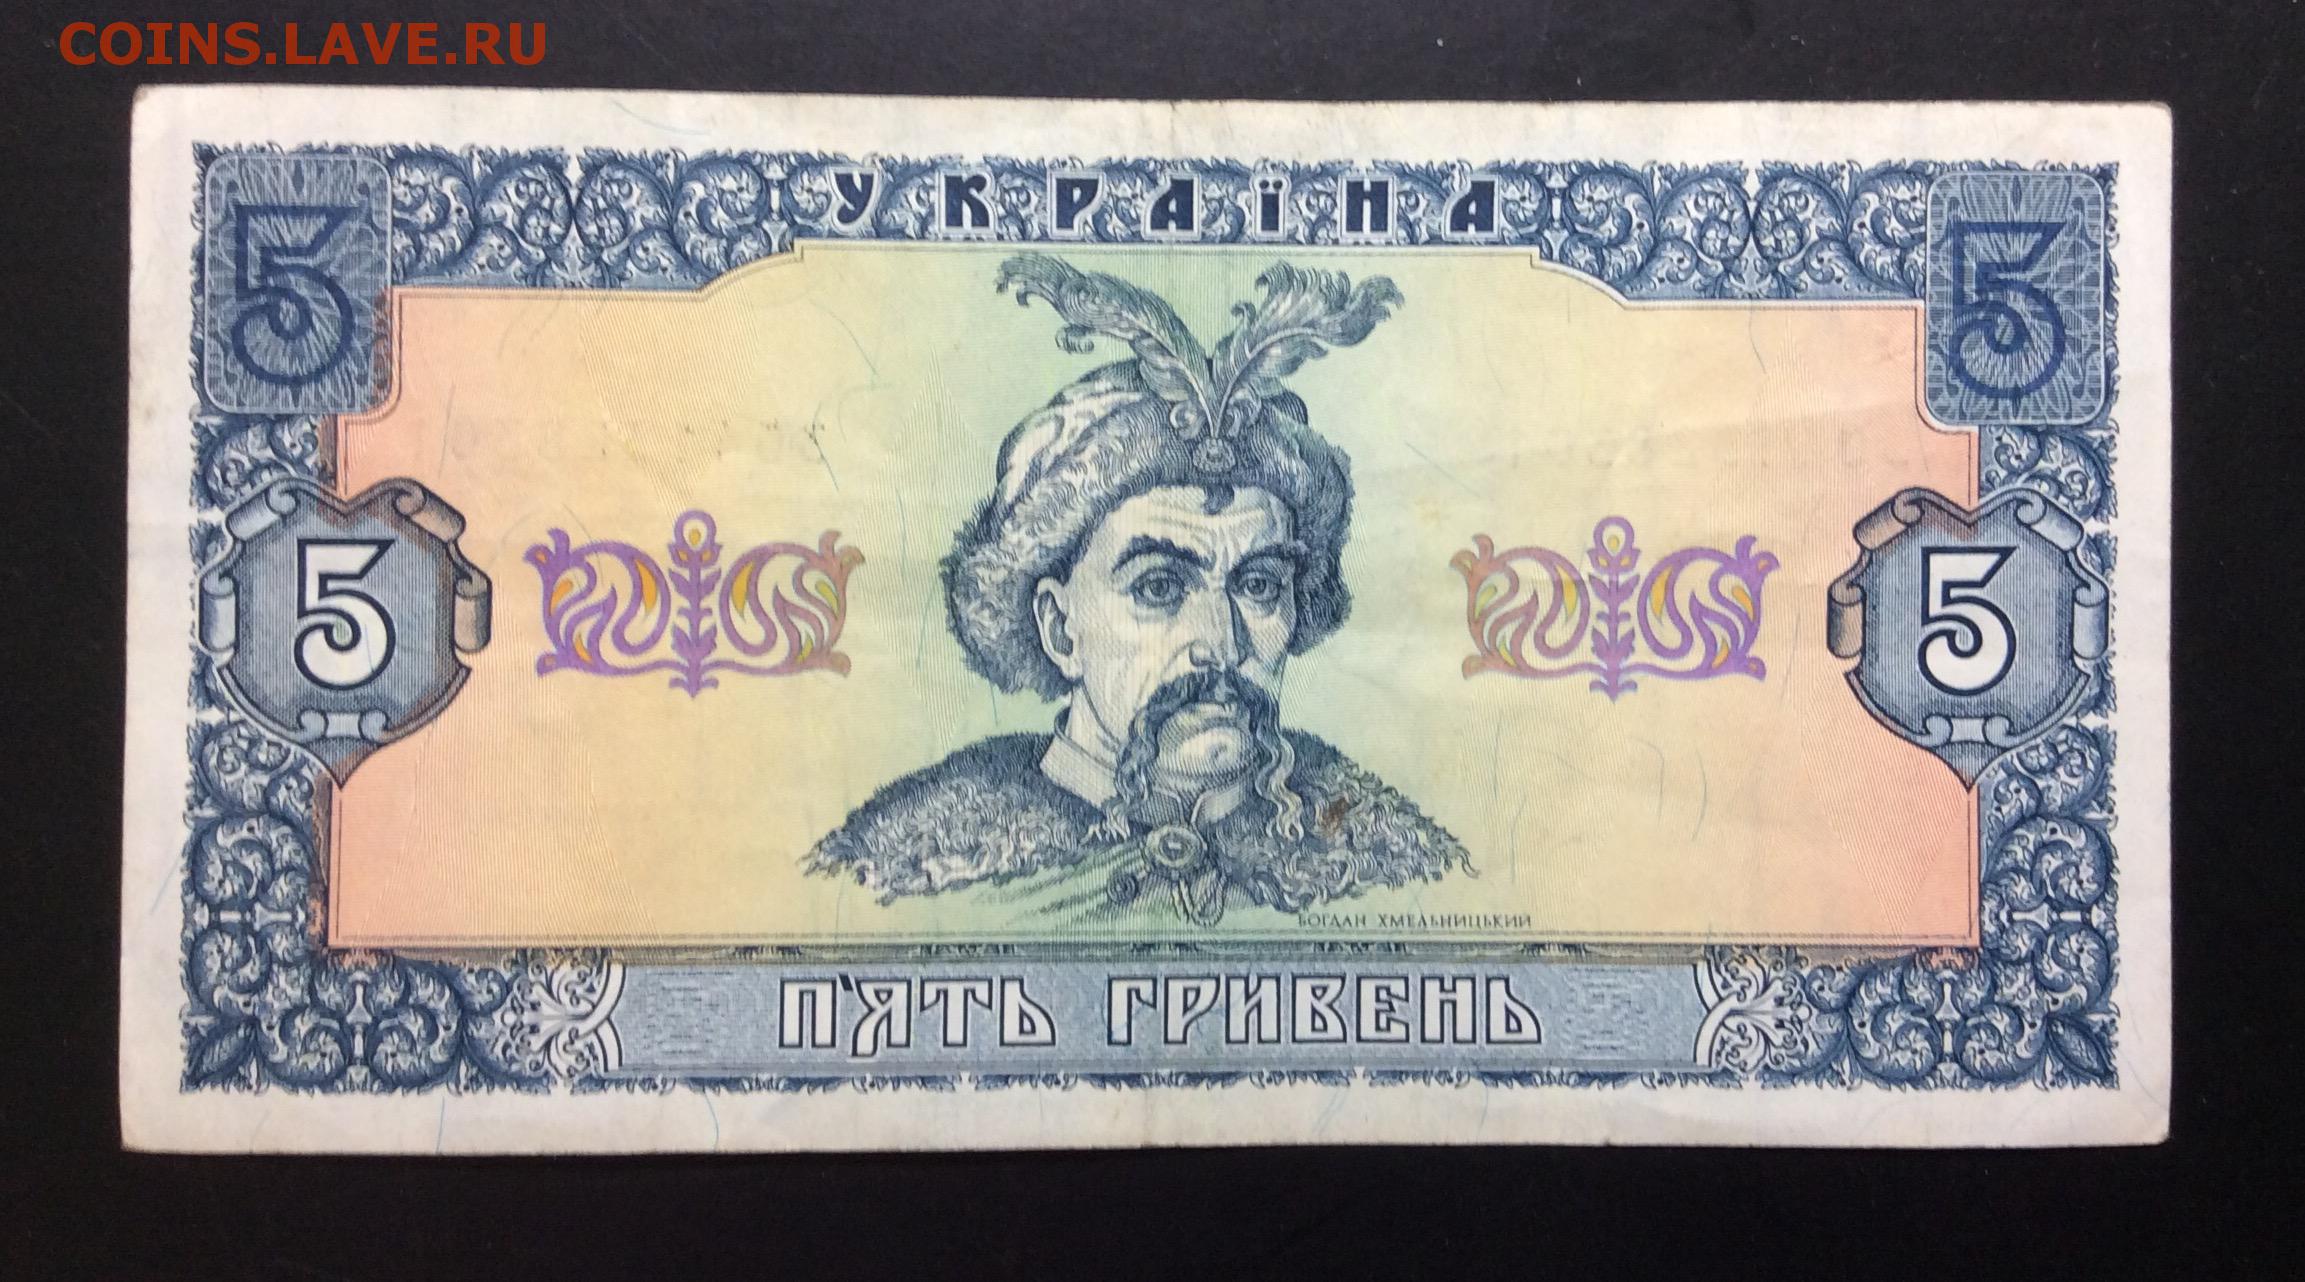 COINS.LAVE.RU
УКРАЇНА
5 5
5 5
БОГДАН ХМЕЛЬНИЦЬКИЙ
П'ЯТЬ ГРИВЕНЬ